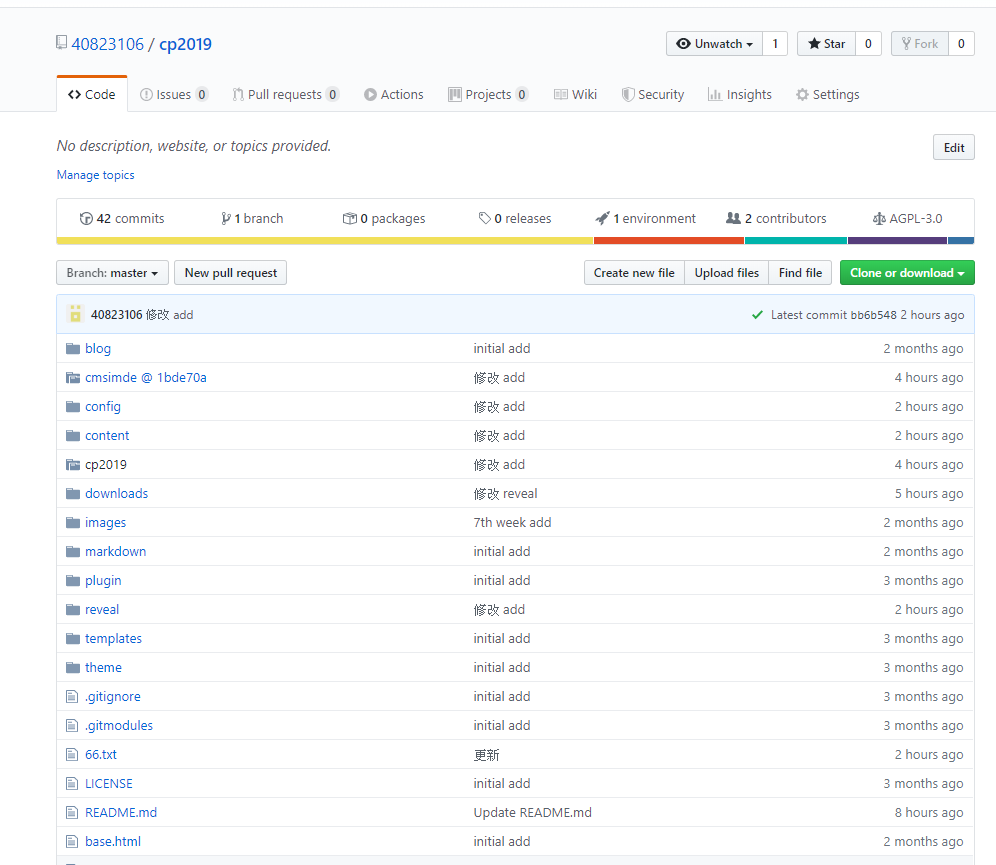 40823106 / cp2019
Unwatch 1 Star 0 Fork 0
Code Issues 0 Pull requests 0 Actions Projects 0 Wiki Security Insights Settings
No description, website, or topics provided.
Edit
Manage topics
42 commits 1 branch 0 packages 0 releases 1 environment 2 contributors AGPL-3.0
Branch: master New pull request Create new file Upload files Find file Clone or download
40823106 修改 add Latest commit bb6b548 2 hours ago
blog initial add 2 months ago
cmsimde @ 1bde70a 修改 add 4 hours ago
config 修改 add 2 hours ago
content 修改 add 2 hours ago
cp2019 修改 add 4 hours ago
downloads 修改 reveal 5 hours ago
images 7th week add 2 months ago
markdown initial add 2 months ago
plugin initial add 3 months ago
reveal 修改 add 2 hours ago
templates initial add 3 months ago
theme initial add 3 months ago
.gitignore initial add 3 months ago
.gitmodules initial add 3 months ago
66.txt 更新 2 hours ago
LICENSE initial add 3 months ago
README.md Update README.md 8 hours ago
base.html initial add 2 months ago